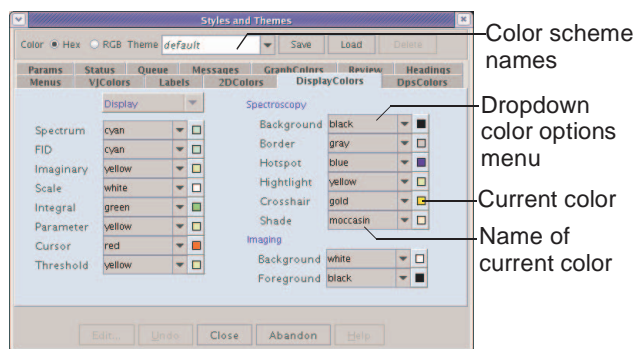 Styles and Themes
Color Hex RGB Theme default Save Load Delete
Color scheme names
Params Status Queue Messages GraphColors Review Headings
Menus VJColors Labels 2DColors DisplayColors DpsColors
Display
Spectrum cyan
FID cyan
Imaginary yellow
Scale white
Integral green
Parameter yellow
Cursor red
Threshold yellow
Spectroscopy
Background black
Border gray
Hotspot blue
Hightlight yellow
Crosshair gold
Shade moccasin
Imaging
Background white
Foreground black
Dropdown
color options
menu
Current color
Name of
current color
Edit... Undo Close Abandon Help